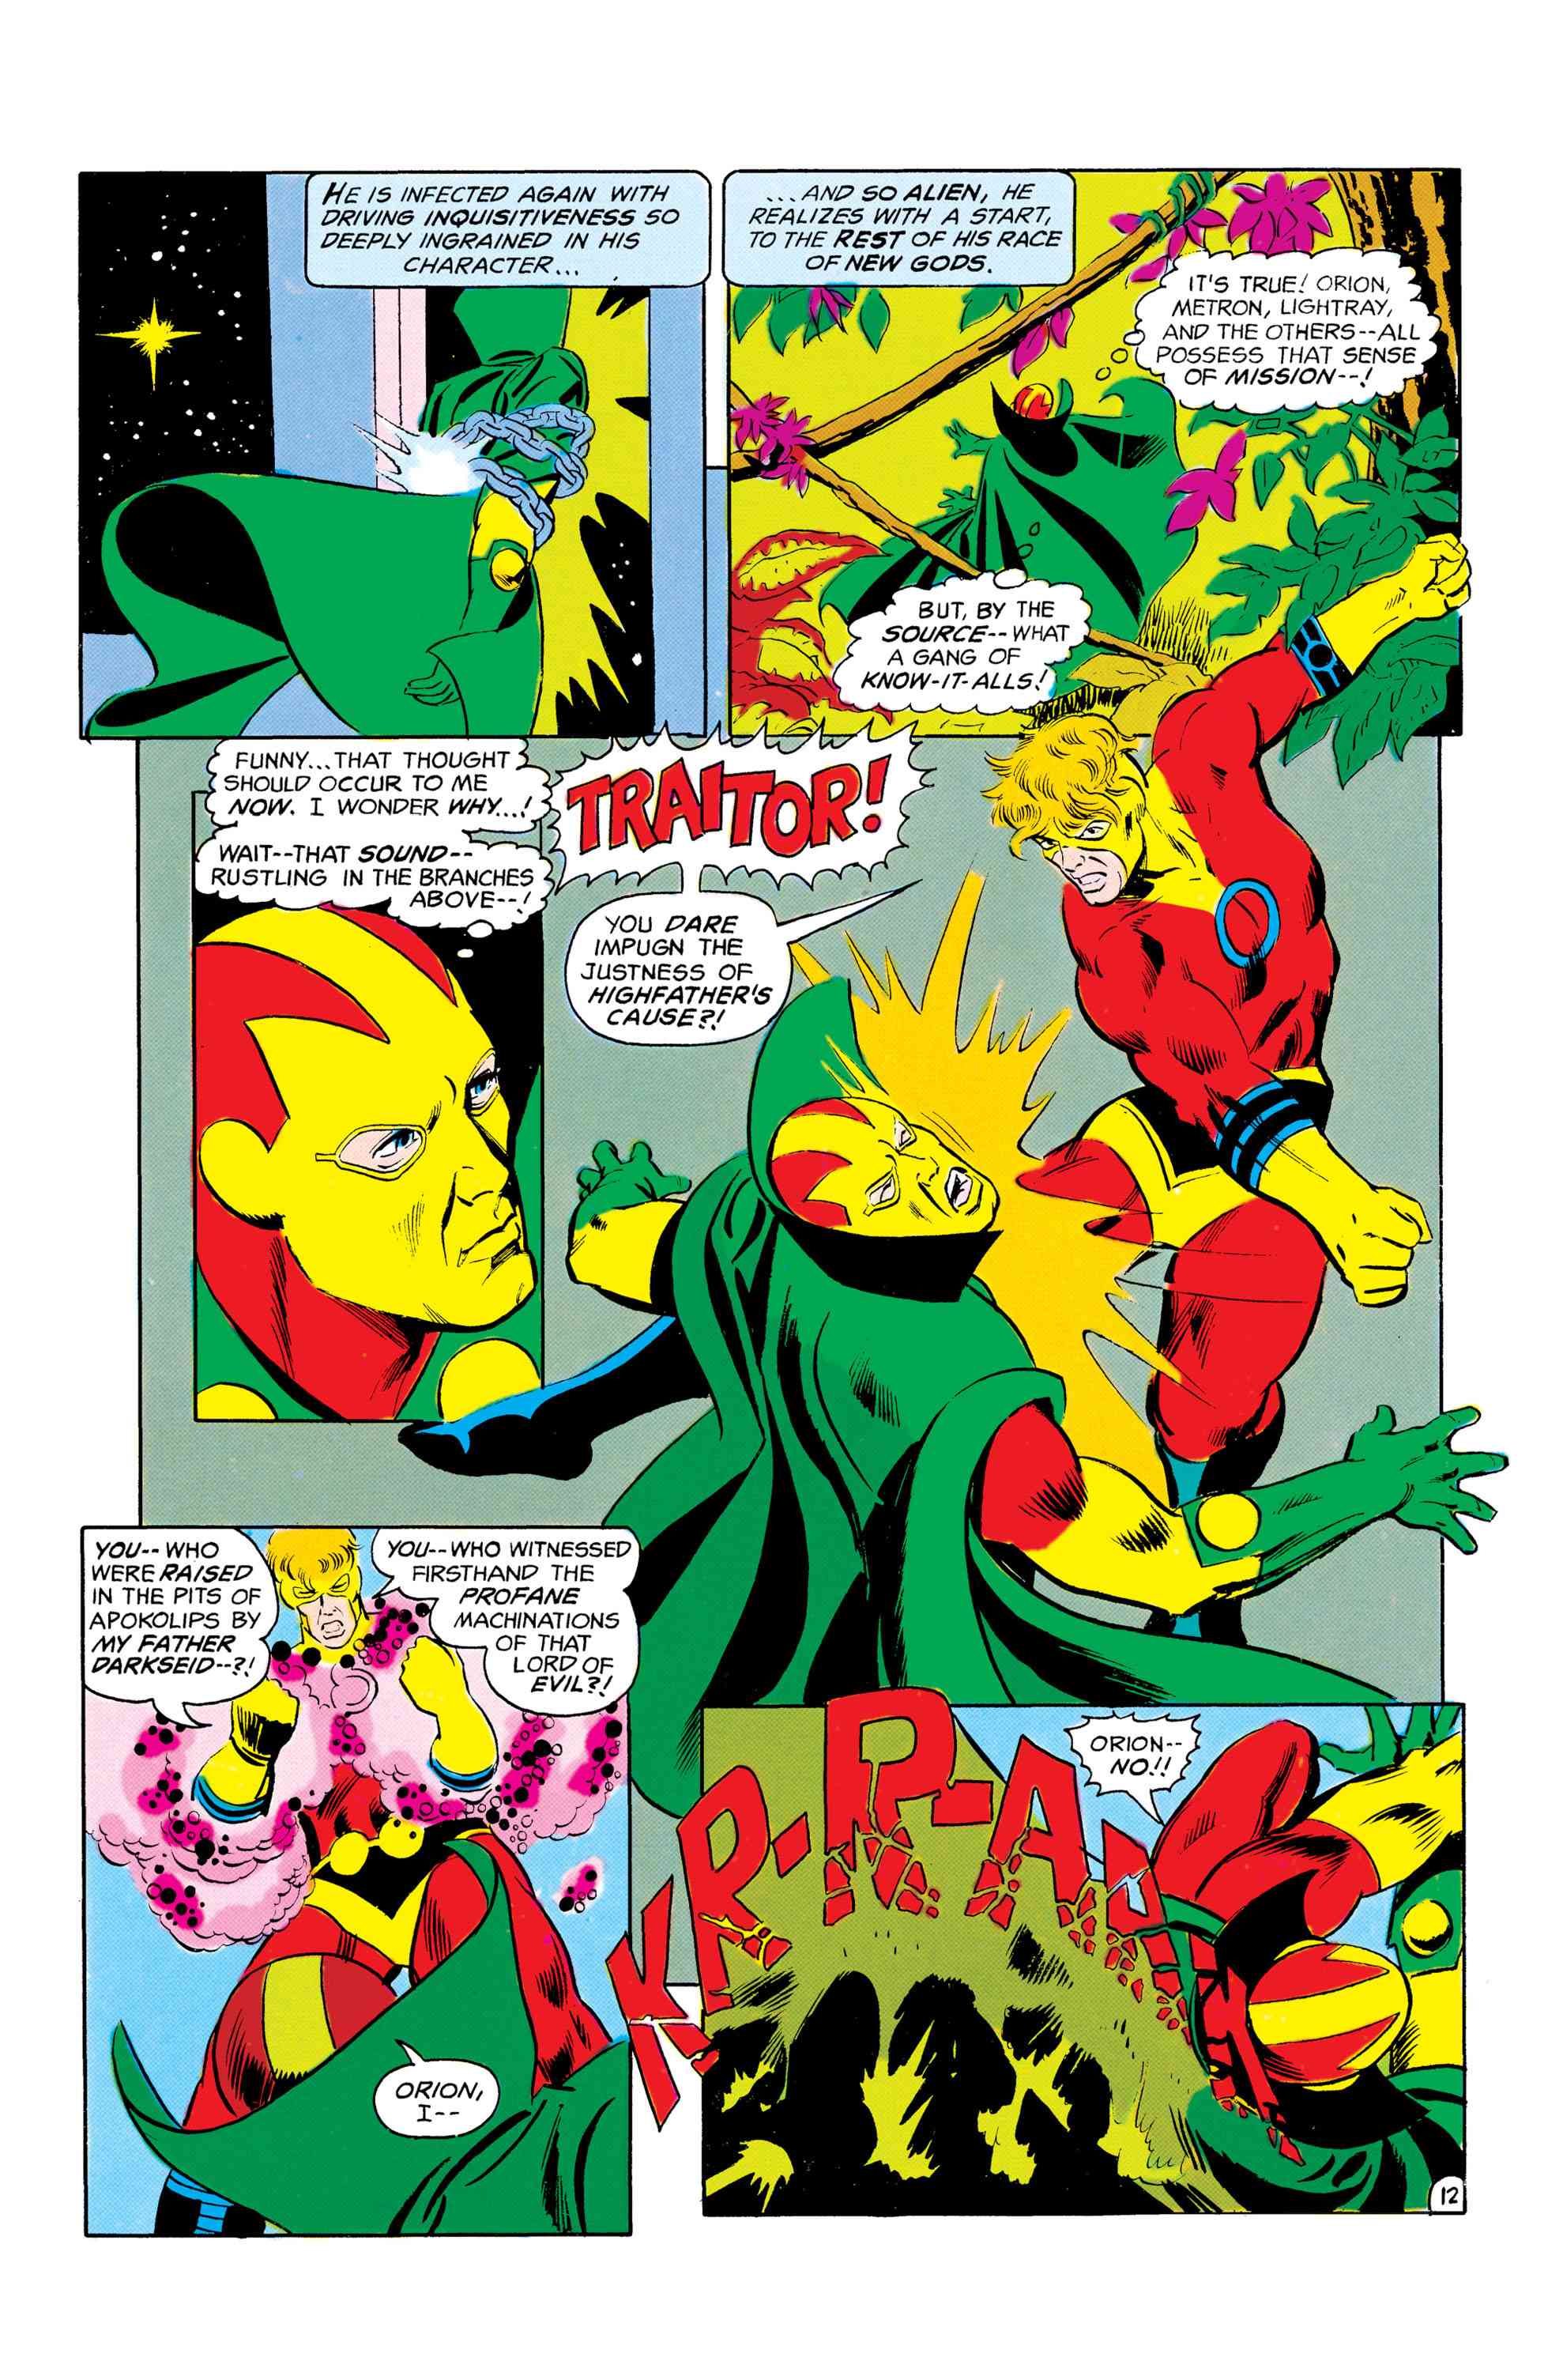 HE IS INFECTED AGAIN WITH
DRIVING INQUISITIVENESS SO
DEEPLY INGRAINED IN HIS
CHARACTER...
...AND SO ALIEN, HE
REALIZES WITH A START,
TO THE REST OF HIS RACE
OF NEW GODS.
IT'S TRUE! ORION,
METRON, LIGHTRAY,
AND THE OTHERS--ALL
POSSESS THAT SENSE
OF MISSION--!
BUT, BY THE
SOURCE--WHAT
A GANG OF
KNOW-IT-ALLS!
FUNNY...THAT THOUGHT
SHOULD OCCUR TO ME
NOW. I WONDER WHY...!
WAIT--THAT SOUND--
RUSTLING IN THE BRANCHES
ABOVE--!
TRAITOR!
YOU DARE
IMPUGN THE
JUSTNESS OF
HIGHFATHER'S
CAUSE?!
YOU--WHO
WERE RAISED
IN THE PITS OF
APOKOLIPS BY
MY FATHER
DARKSEID--?!
YOU--WHO WITNESSED
FIRSTHAND THE
PROFANE
MACHINATIONS
OF THAT
LORD OF
EVIL?!
ORION,
I--
ORION--
NO!!
12